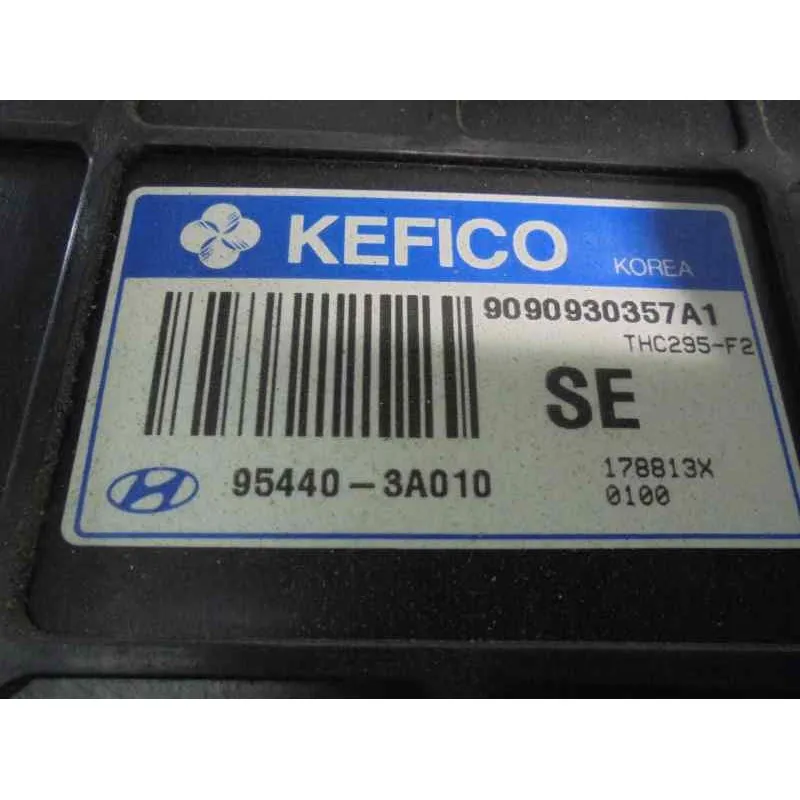 KEFICO KOREA
9090930357A1
THC295-F2
SE
95440-3A010
178813X
0100